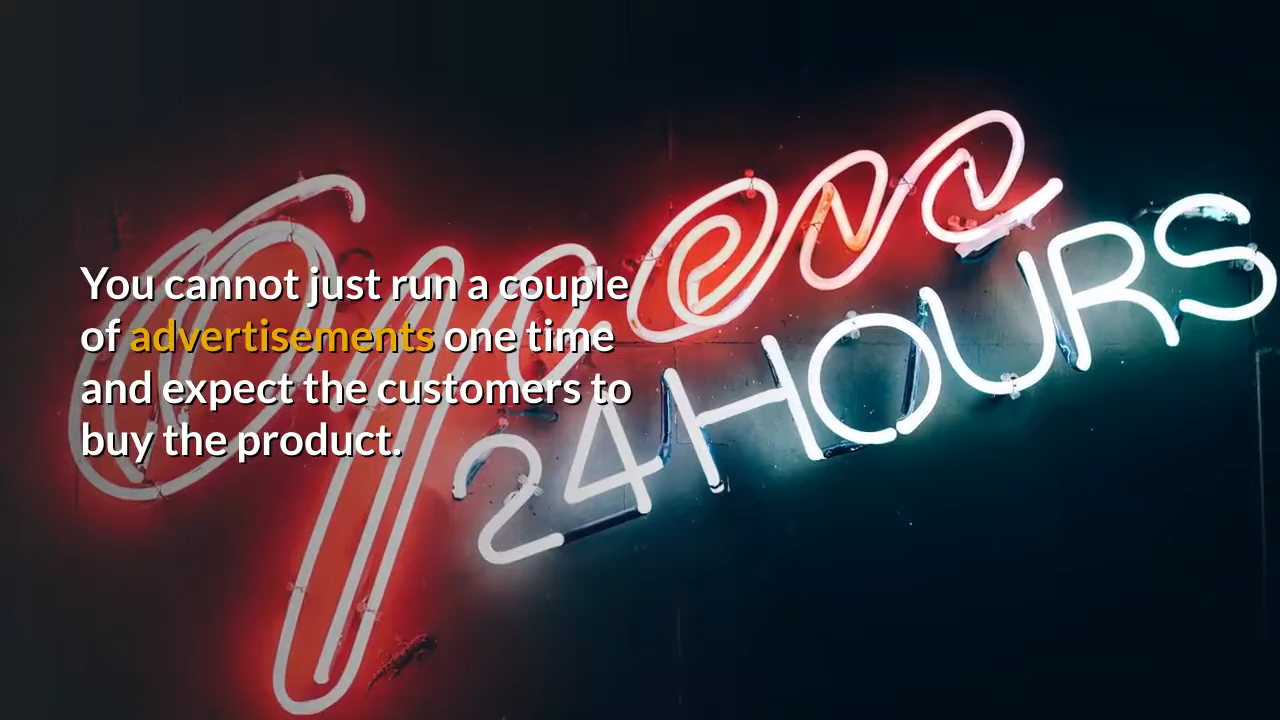 You cannot just run a couple
of advertisements one time
and expect the customers to
buy the product.
Open
24 HOURS